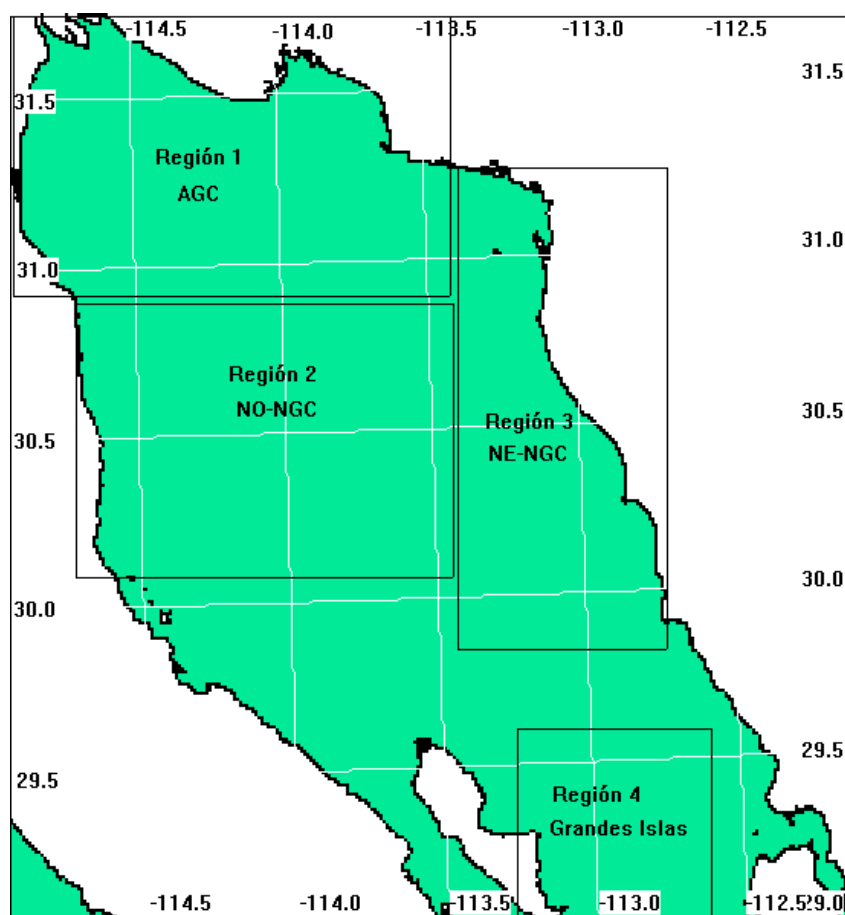 -114.5 -114.0 -113.5 -113.0 -112.5
31.5
31.5
Región 1
AGC
31.0
31.0
Región 2
NO-NGC
30.5
Región 3
NE-NGC
30.5
30.0
30.0
29.5
29.5
Región 4
Grandes Islas
-114.5 -114.0 -113.5 -113.0 -112.529.0